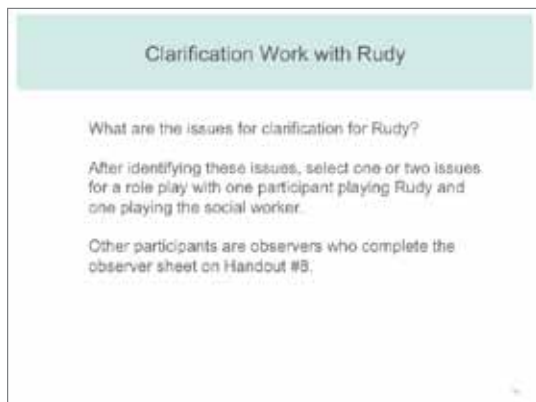 Clarification Work with Rudy
What are the issues for clarification for Rudy?
After identifying these issues, select one or two issues
for a role play with one participant playing Rudy and
one playing the social worker.
Other participants are observers who complete the
observer sheet on Handout #8.